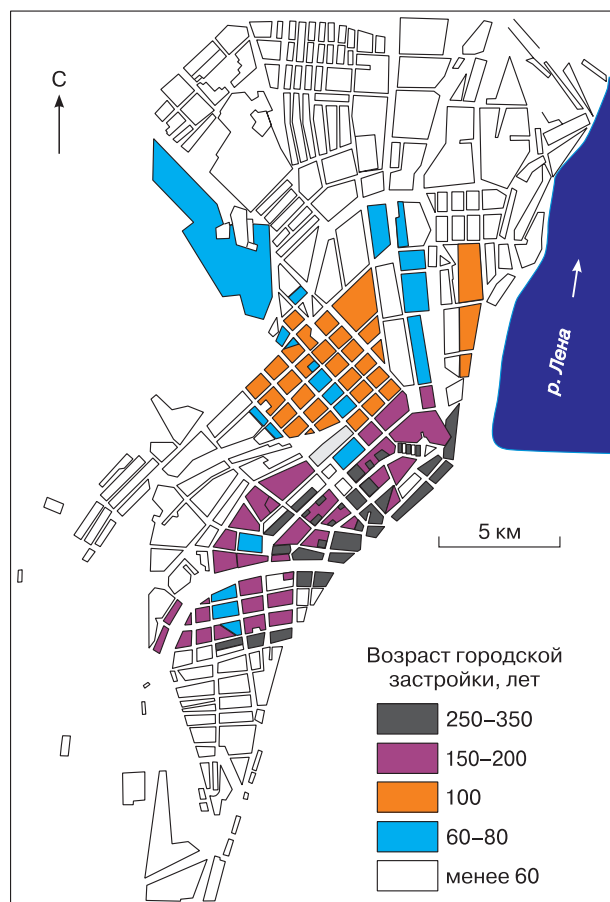 С
р. Лена
5 км
Возраст городской
застройки, лет
250–350
150–200
100
60–80
менее 60